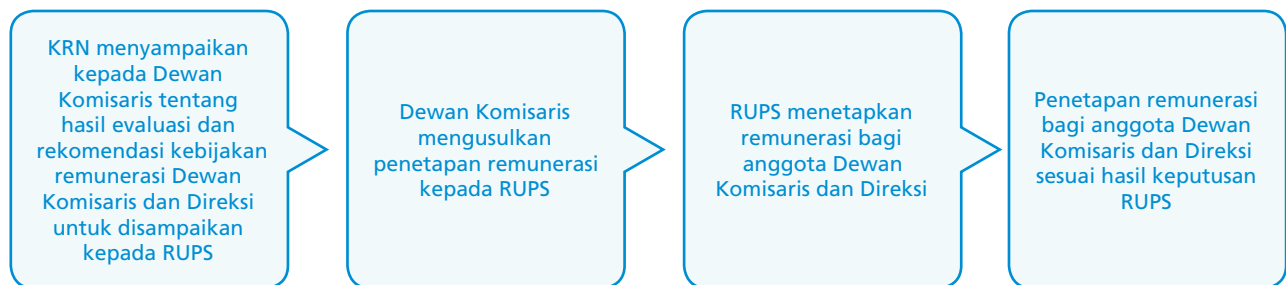 KRN menyampaikan
kepada Dewan
Komisaris tentang
hasil evaluasi dan
rekomendasi kebijakan
remunerasi Dewan
Komisaris dan Direksi
untuk disampaikan
kepada RUPS
Dewan Komisaris
mengusulkan
penetapan remunerasi
kepada RUPS
RUPS menetapkan
remunerasi bagi
anggota Dewan
Komisaris dan Direksi
Penetapan remunerasi
bagi anggota Dewan
Komisaris dan Direksi
sesuai hasil keputusan
RUPS